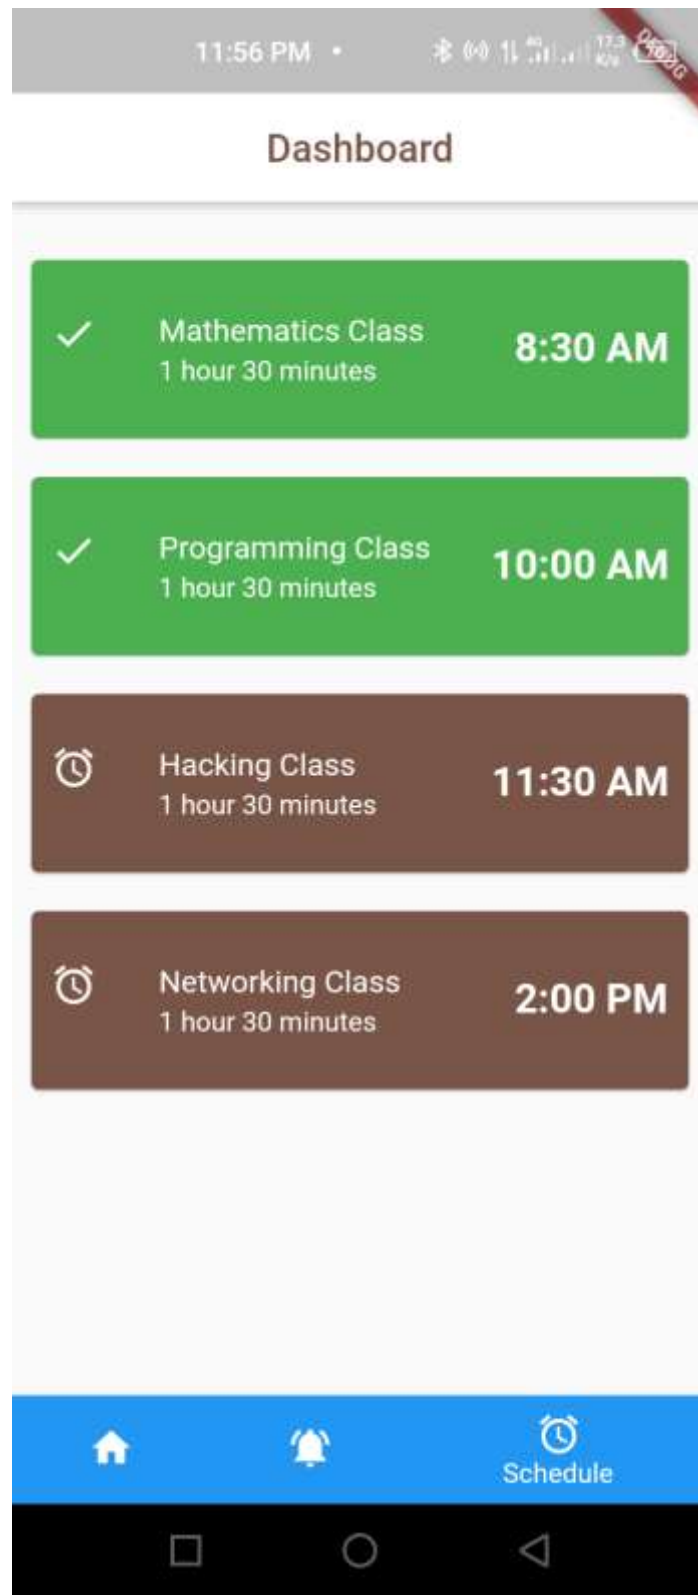 11:56 PM
DEBUG
Dashboard
Mathematics Class
1 hour 30 minutes
8:30 AM
Programming Class
1 hour 30 minutes
10:00 AM
Hacking Class
1 hour 30 minutes
11:30 AM
Networking Class
1 hour 30 minutes
2:00 PM
Schedule